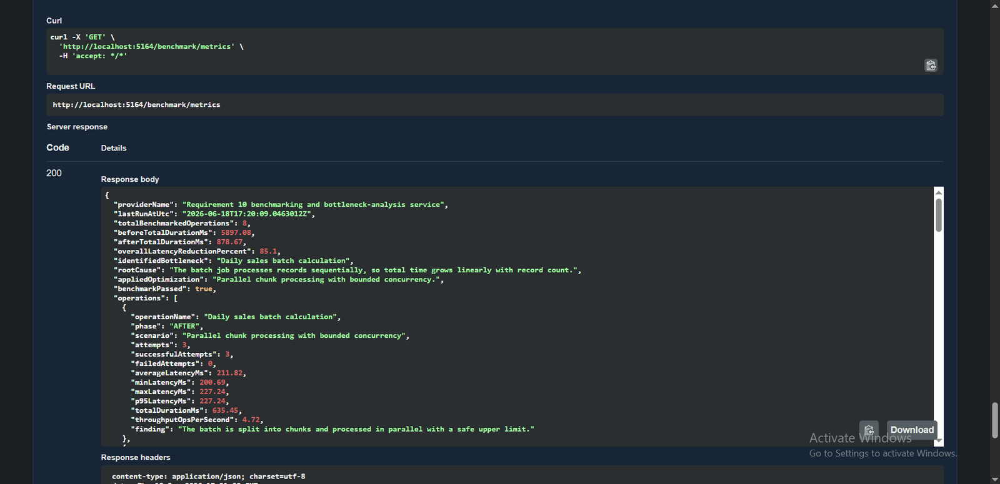 Curl
curl -X 'GET' \
'http://localhost:5164/benchmark/metrics' \
-H 'accept: */*'
Request URL
http://localhost:5164/benchmark/metrics
Server response
Code Details
200
Response body
{
"providerName": "Requirement 10 benchmarking and bottleneck-analysis service",
"lastRunAtUtc": "2026-06-18T17:20:09.0463012Z",
"totalBenchmarkedOperations": 8,
"beforeTotalDurationMs": 5897.08,
"afterTotalDurationMs": 878.67,
"overallLatencyReductionPercent": 85.1,
"identifiedBottleneck": "Daily sales batch calculation",
"rootCause": "The batch job processes records sequentially, so total time grows linearly with record count.",
"appliedOptimization": "Parallel chunk processing with bounded concurrency.",
"benchmarkPassed": true,
"operations": [
{
"operationName": "Daily sales batch calculation",
"phase": "AFTER",
"scenario": "Parallel chunk processing with bounded concurrency",
"attempts": 3,
"successfulAttempts": 3,
"failedAttempts": 0,
"averageLatencyMs": 211.82,
"minLatencyMs": 200.69,
"maxLatencyMs": 227.24,
"p95LatencyMs": 227.24,
"totalDurationMs": 635.45,
"throughputOpsPerSecond": 4.72,
"finding": "The batch is split into chunks and processed in parallel with a safe upper limit."
},
Download
Activate Windows
Go to Settings to activate Windows.
Response headers
content-type: application/json; charset=utf-8